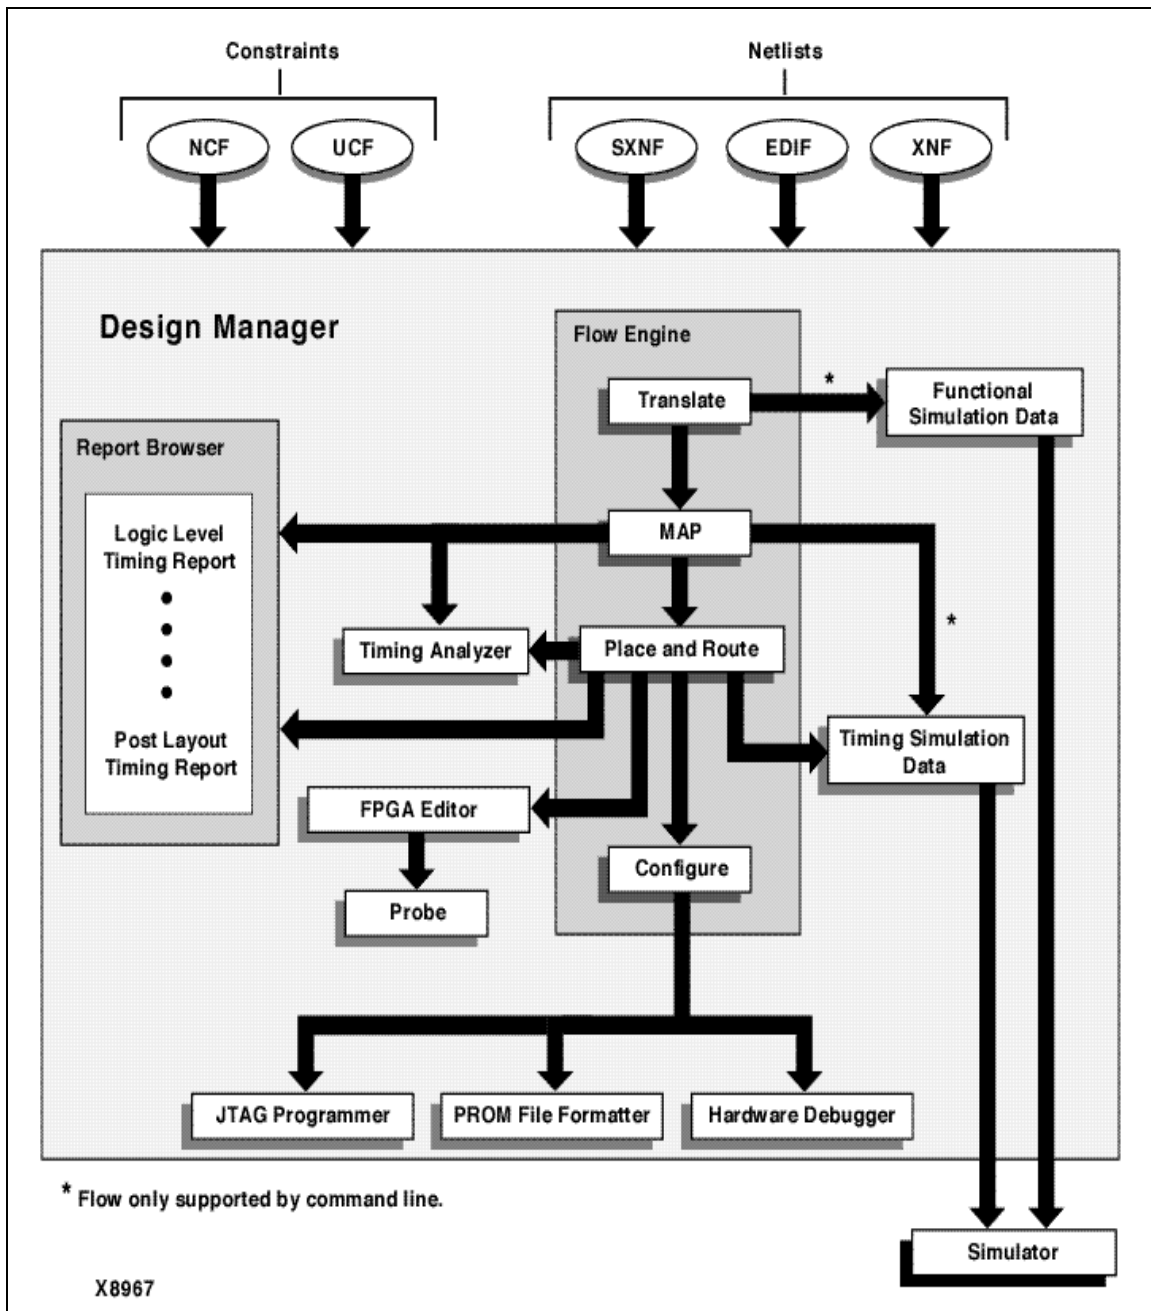 Constraints
Netlists
NCF
UCF
SXNF
EDIF
XNF
Design Manager
Flow Engine
Translate
*
Functional
Simulation Data
Report Browser
Logic Level
Timing Report
MAP
Timing Analyzer
Place and Route
*
Post Layout
Timing Report
Timing Simulation
Data
FPGA Editor
Configure
Probe
JTAG Programmer
PROM File Formatter
Hardware Debugger
* Flow only supported by command line.
Simulator
X8967